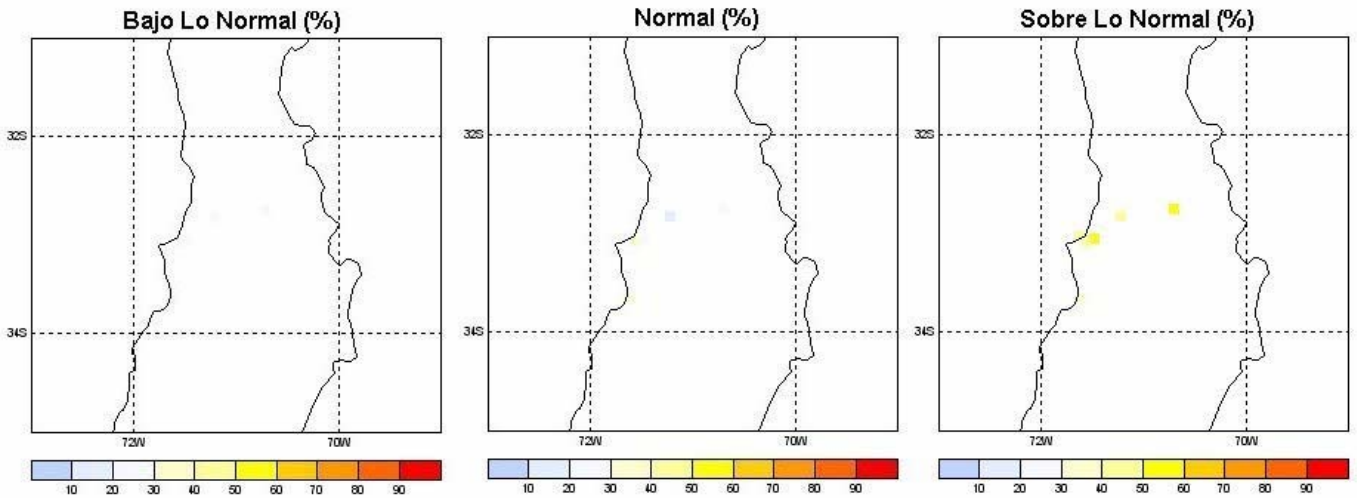 Bajo Lo Normal (%) Normal (%) Sobre Lo Normal (%)
32S 32S 32S
34S 34S 34S
72W 70W 72W 70W 72W 70W
10 20 30 40 50 60 70 80 90 10 20 30 40 50 60 70 80 90 10 20 30 40 50 60 70 80 90